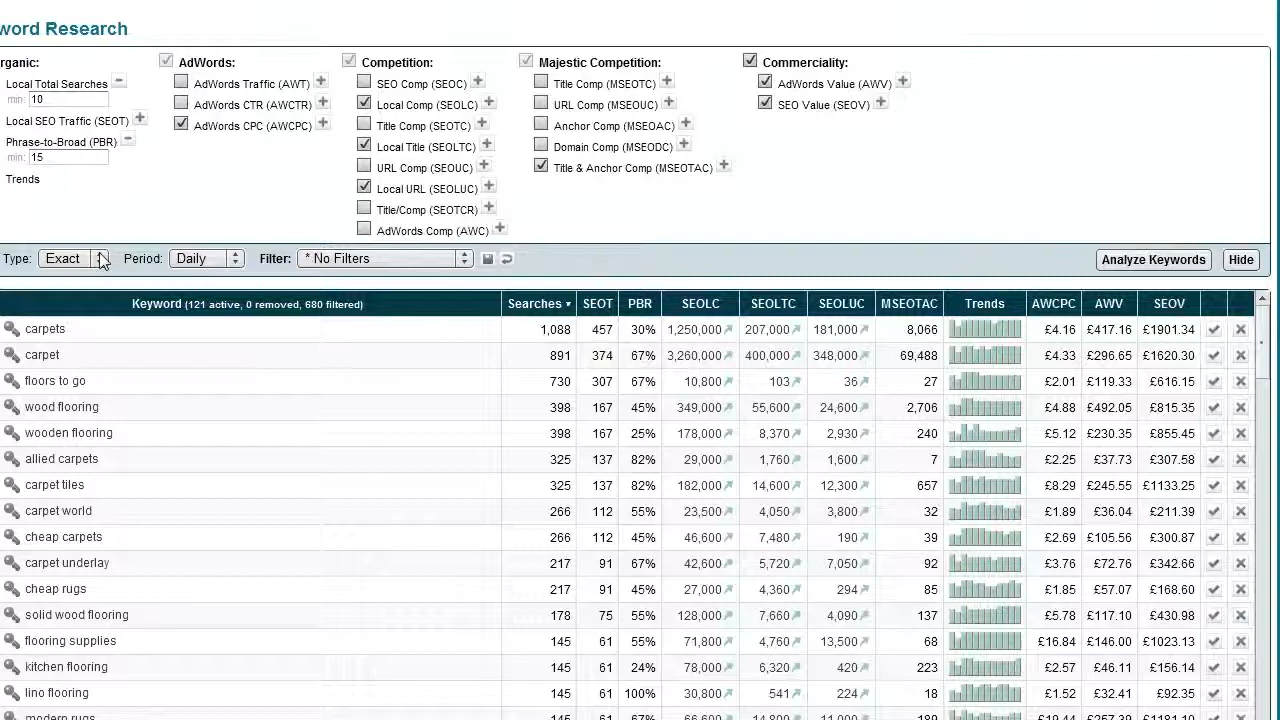 word Research
rganic:
Local Total Searches
min: 10
Local SEO Traffic (SEOT)
Phrase-to-Broad (PBR)
min: 15
Trends
AdWords:
AdWords Traffic (AWT)
AdWords CTR (AWCTR)
AdWords CPC (AWCPC)
Competition:
SEO Comp (SEOC)
Local Comp (SEOLC)
Title Comp (SEOTC)
Local Title (SEOLTC)
URL Comp (SEOUC)
Local URL (SEOLUC)
Title/Comp (SEOTCR)
AdWords Comp (AWC)
Majestic Competition:
Title Comp (MSEOTC)
URL Comp (MSEOUC)
Anchor Comp (MSEOAC)
Domain Comp (MSEODC)
Title & Anchor Comp (MSEOTAC)
Commerciality:
AdWords Value (AWV)
SEO Value (SEOV)
Type: Exact Period: Daily Filter: * No Filters Analyze Keywords Hide
Keyword (121 active, 0 removed, 680 filtered) Searches SEOT PBR SEOLC SEOLTC SEOLUC MSEOTAC Trends AWCPC AWV SEOV
carpets 1,088 457 30% 1,250,000 207,000 181,000 8,066 £4.16 £417.16 £1901.34
carpet 891 374 67% 3,260,000 400,000 348,000 69,488 £4.33 £296.65 £1620.30
floors to go 730 307 67% 10,800 103 36 27 £2.01 £119.33 £616.15
wood flooring 398 167 45% 349,000 55,600 24,600 2,706 £4.88 £492.05 £815.35
wooden flooring 398 167 25% 178,000 8,370 2,930 240 £5.12 £230.35 £855.45
allied carpets 325 137 82% 29,000 1,760 1,600 7 £2.25 £37.73 £307.58
carpet tiles 325 137 82% 182,000 14,600 12,300 657 £8.29 £245.55 £1133.25
carpet world 266 112 55% 23,500 4,050 3,800 32 £1.89 £36.04 £211.39
cheap carpets 266 112 45% 46,600 7,480 190 39 £2.69 £105.56 £300.87
carpet underlay 217 91 67% 42,600 5,720 7,050 92 £3.76 £72.76 £342.66
cheap rugs 217 91 45% 27,000 4,360 294 85 £1.85 £57.07 £168.60
solid wood flooring 178 75 55% 128,000 7,660 4,090 137 £5.78 £117.10 £430.98
flooring supplies 145 61 55% 71,800 4,760 13,500 68 £16.84 £146.00 £1023.13
kitchen flooring 145 61 24% 78,000 6,320 420 223 £2.57 £46.11 £156.14
lino flooring 145 61 100% 30,800 541 224 18 £1.52 £32.41 £92.35
modern rugs 145 61